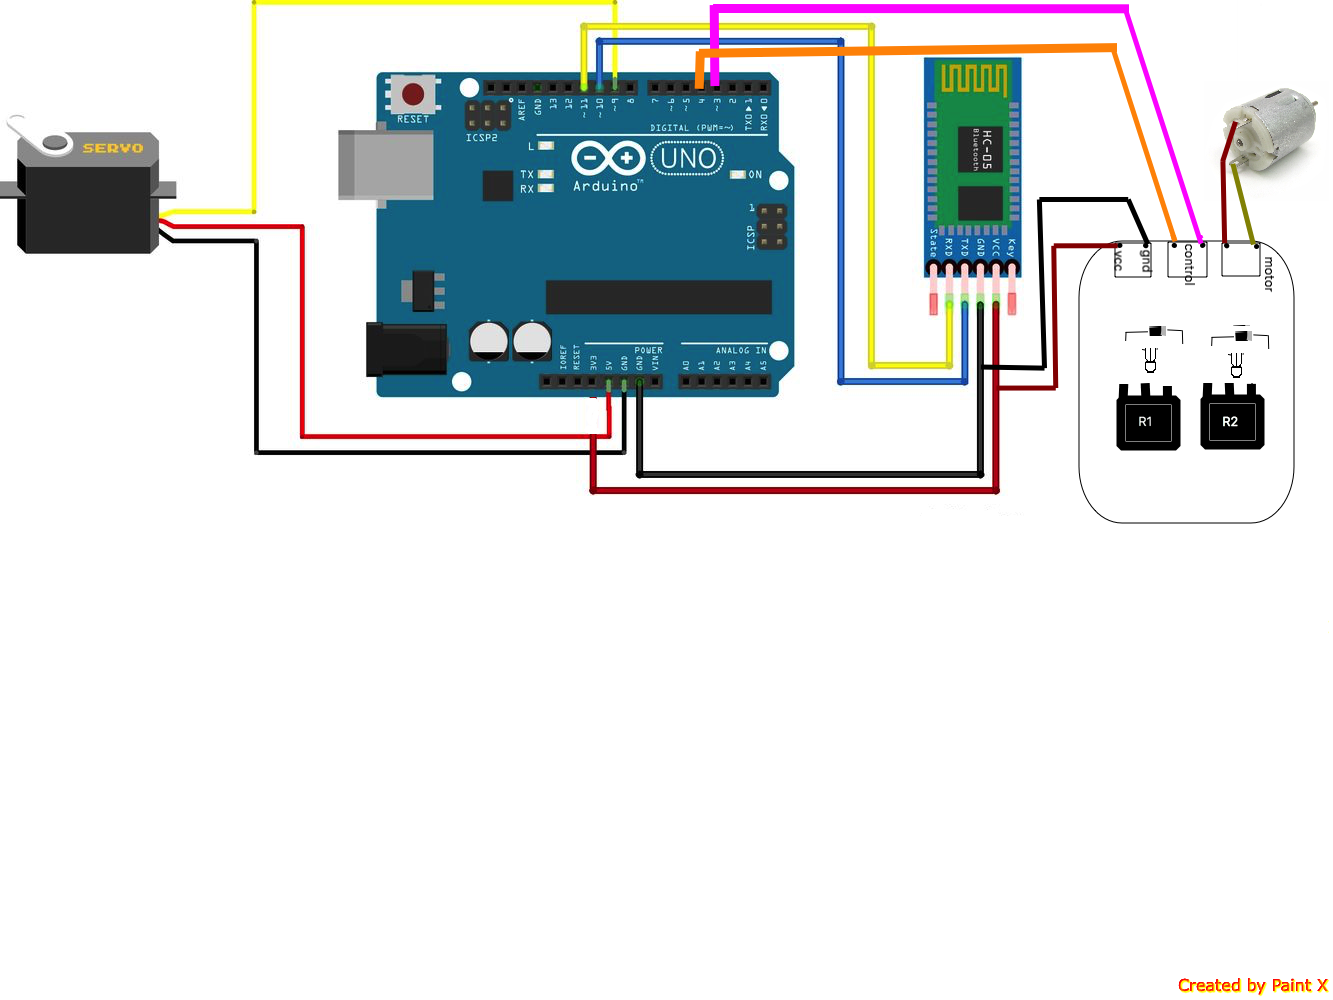 SERVO
RESET
ICSP2
AREF
GND
13
12
~11
~10
~9
8
7
~6
~5
4
~3
2
TXD▶1
RXD◀0
DIGITAL (PWM=~)
L
TX
RX
UNO
Arduino™
ON
1
ICSP
IOREF
RESET
3V3
5V
GND
GND
VIN
POWER
A0
A1
A2
A3
A4
A5
ANALOG IN
HC-05
Bluetooth
State
RXD
TXD
GND
VCC
Key
vcc
gnd
control
motor
R1
R2
Created by Paint X